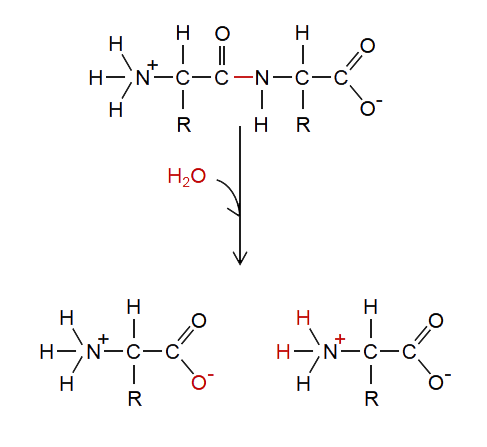 H O H
H O
H N+ C C N C C
H O-
R H R
H₂O
H H
H O H O
H N+ C C H N+ C C
H O- H O-
R R